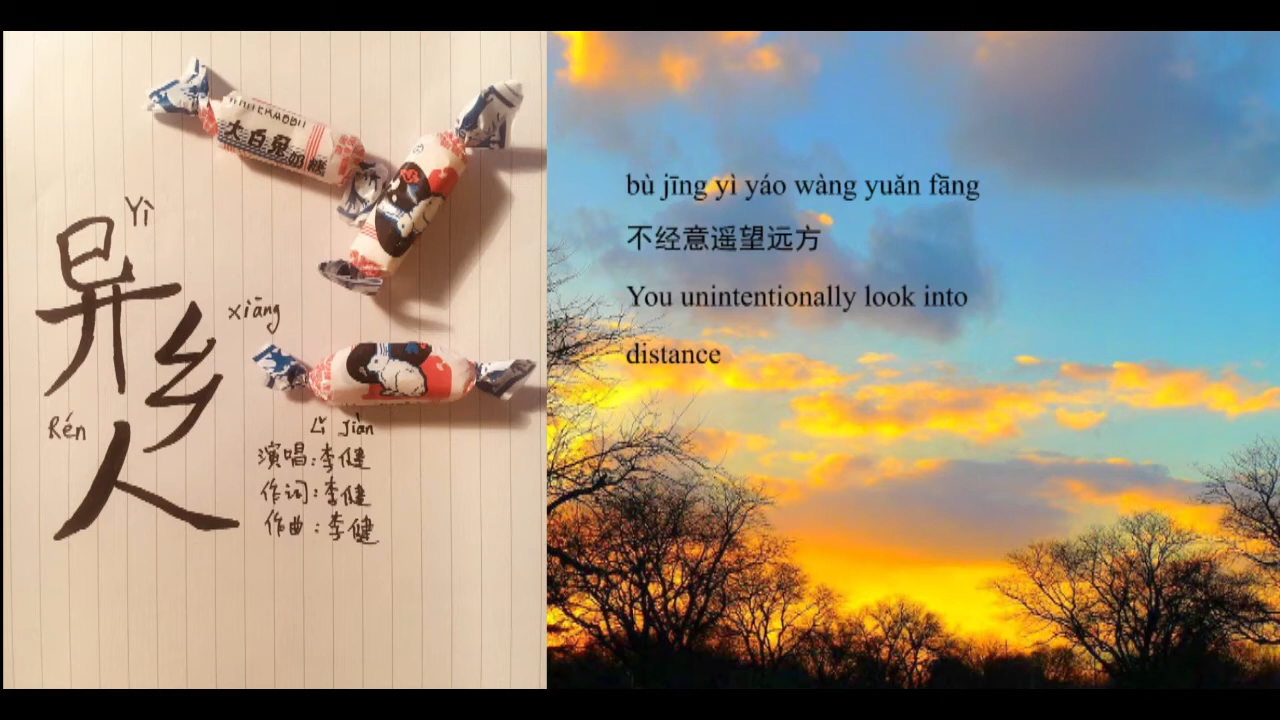 大白兔奶糖
Yì
异
xiāng
乡
Rén
人
Lǐ Jiàn
演唱:李健
作词:李健
作曲:李健
bù jīng yì yáo wàng yuǎn fāng
不经意遥望远方
You unintentionally look into
distance